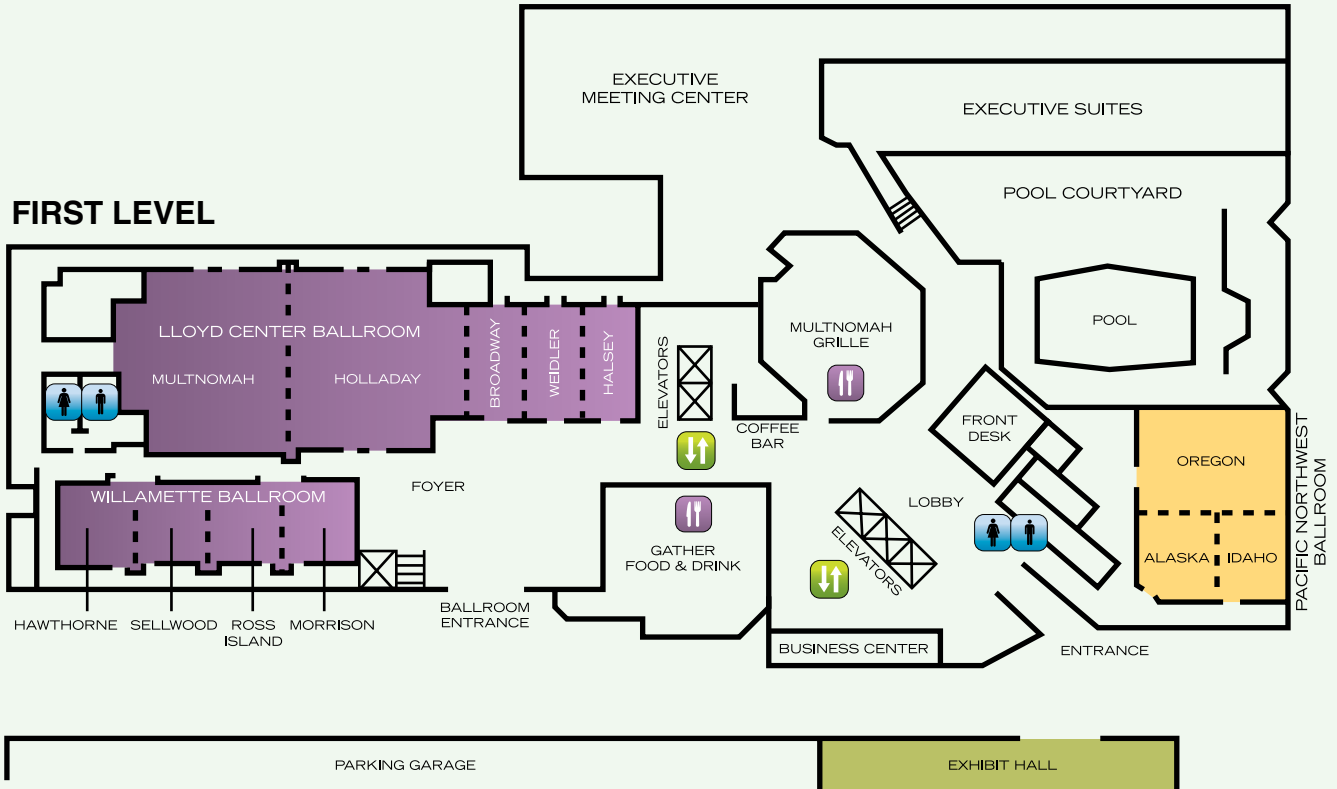 EXECUTIVE
MEETING CENTER
EXECUTIVE SUITES
POOL COURTYARD
FIRST LEVEL
LLOYD CENTER BALLROOM
MULTNOMAH
HOLLADAY
BROADWAY
WEIDLER
HALSEY
ELEVATORS
MULTNOMAH
GRILLE
POOL
COFFEE
BAR
FRONT
DESK
OREGON
ALASKA
IDAHO
PACIFIC NORTHWEST
BALLROOM
WILLAMETTE BALLROOM
FOYER
LOBBY
ELEVATORS
GATHER
FOOD & DRINK
HAWTHORNE
SELLWOOD
ROSS
ISLAND
MORRISON
BALLROOM
ENTRANCE
BUSINESS CENTER
ENTRANCE
PARKING GARAGE
EXHIBIT HALL